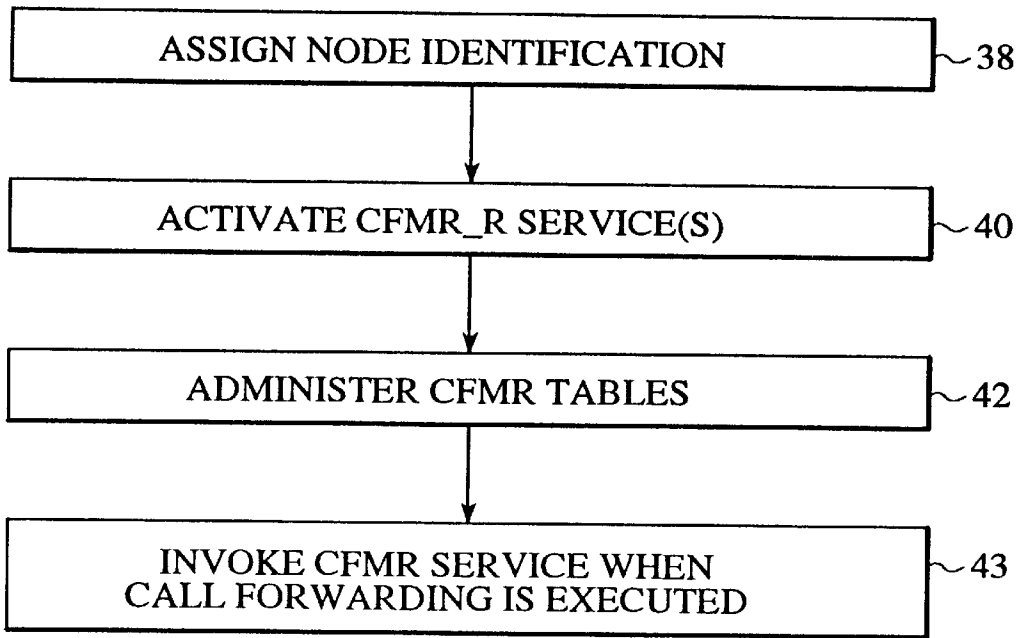 ASSIGN NODE IDENTIFICATION
38
ACTIVATE CFMR_R SERVICE(S)
40
ADMINISTER CFMR TABLES
42
INVOKE CFMR SERVICE WHEN
CALL FORWARDING IS EXECUTED
43